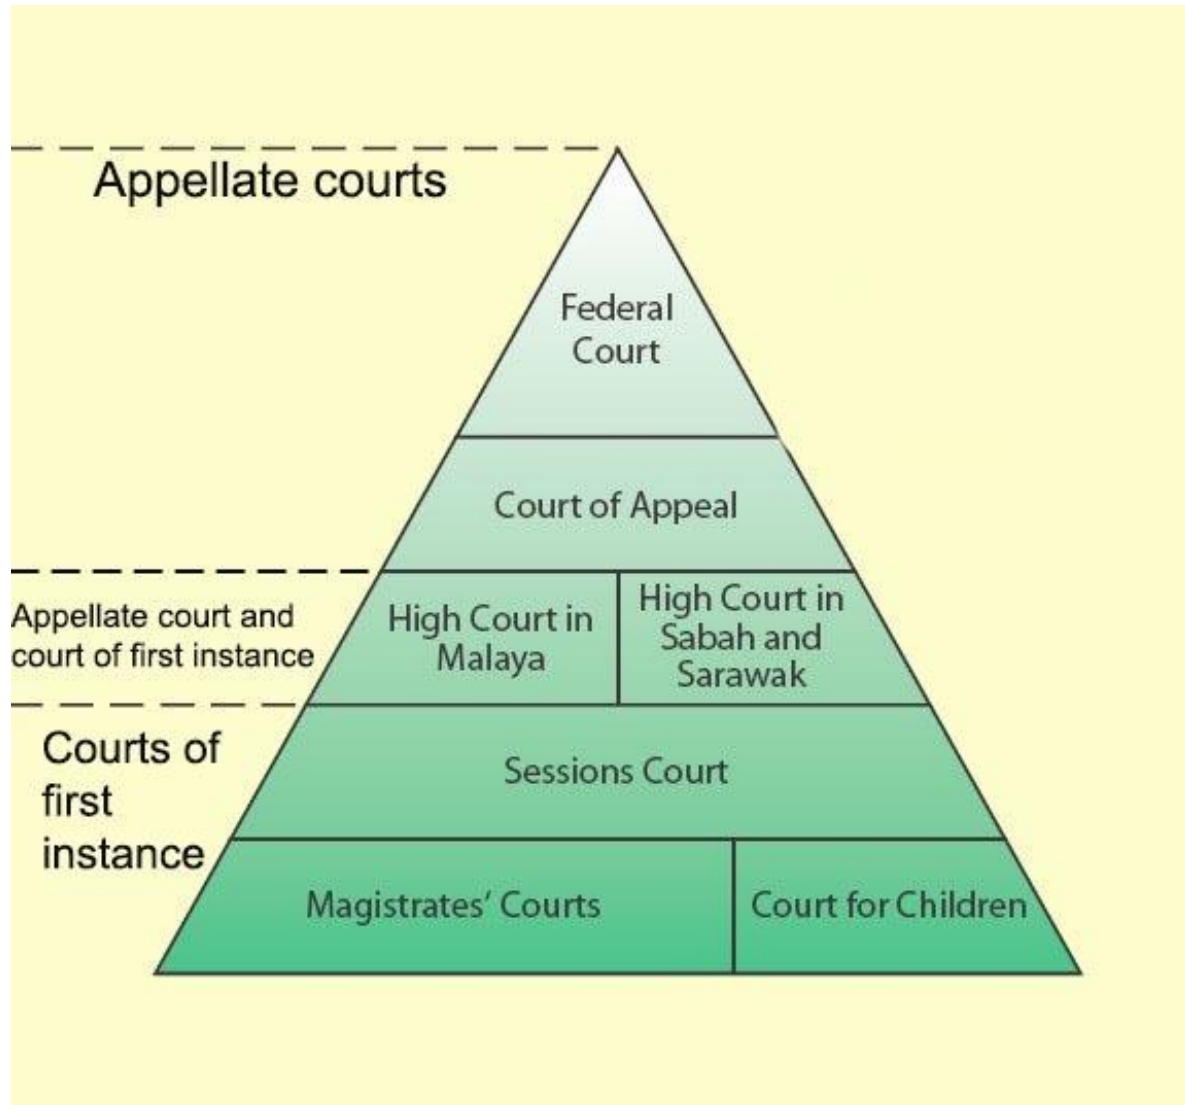 Appellate courts
Federal
Court
Court of Appeal
Appellate court and
court of first instance
High Court in
Malaya
High Court in
Sabah and
Sarawak
Courts of
first
instance
Sessions Court
Magistrates’ Courts
Court for Children